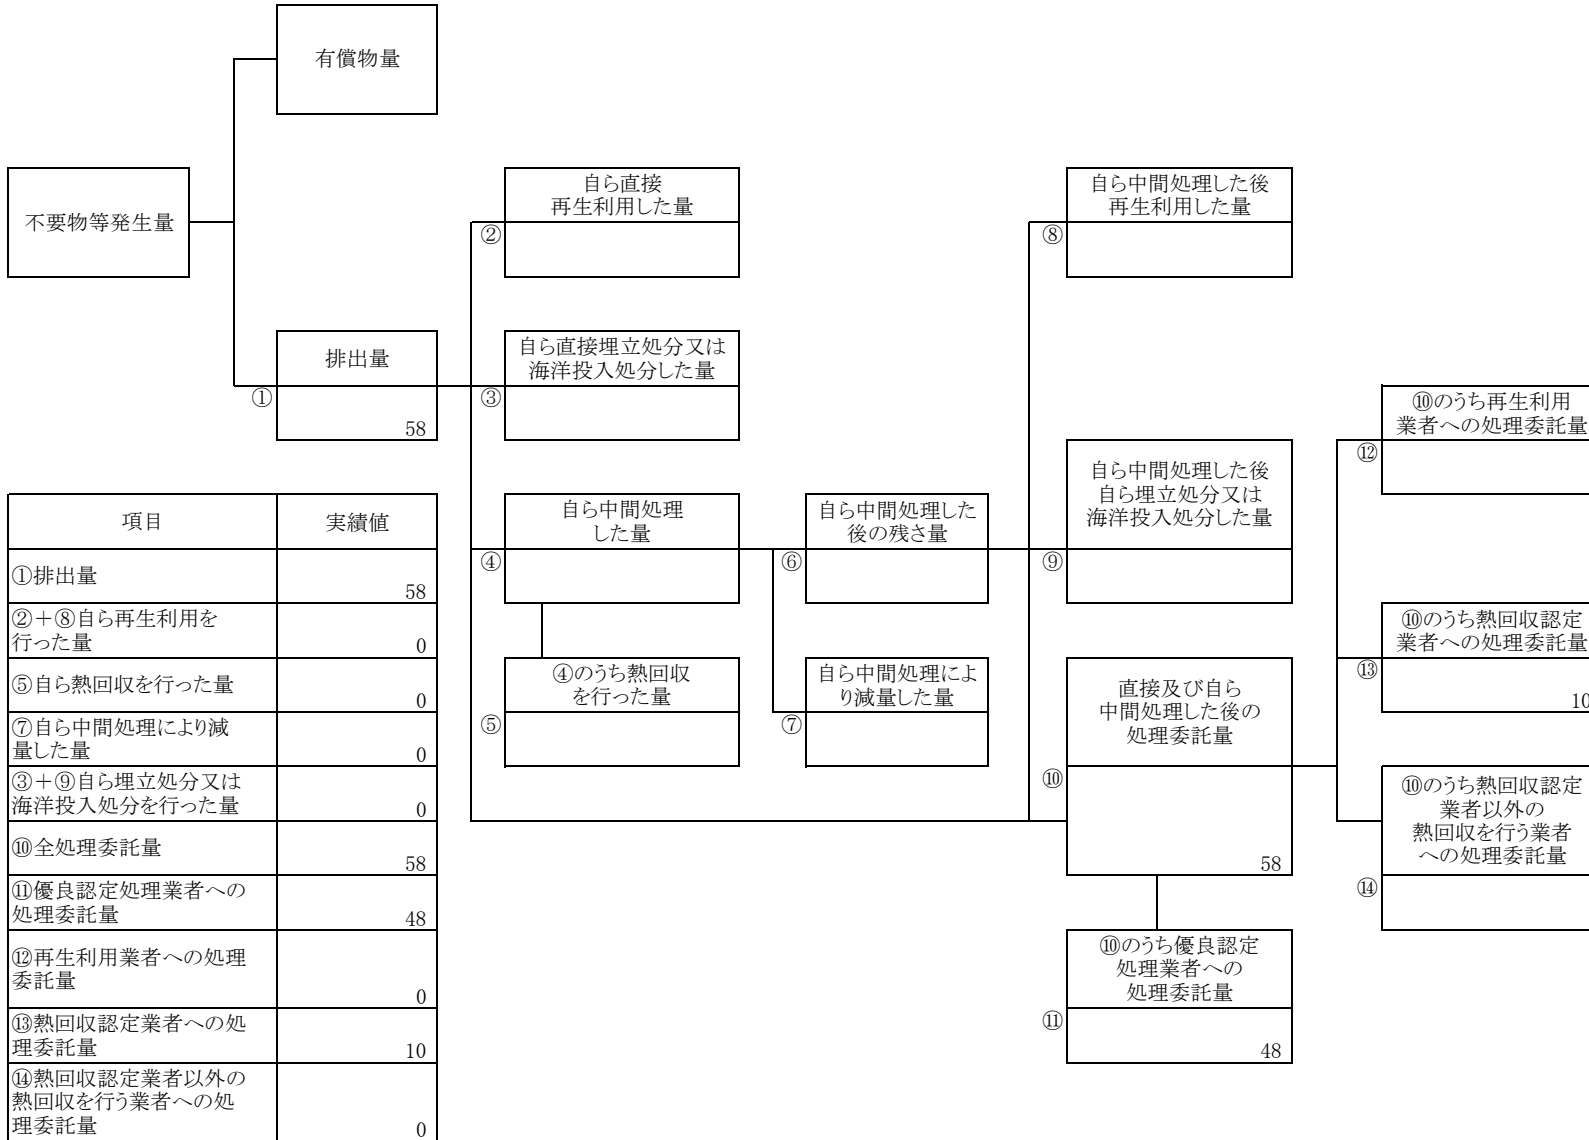 有償物量
不要物等発生量
自ら直接
再生利用した量
②
自ら中間処理した後
再生利用した量
⑧
排出量
①
58
自ら直接埋立処分又は
海洋投入処分した量
③
自ら中間処理
した量
④
自ら中間処理した
後の残さ量
⑥
自ら中間処理した後
自ら埋立処分又は
海洋投入処分した量
⑨
⑩のうち再生利用
業者への処理委託量
⑫
④のうち熱回収
を行った量
⑤
自ら中間処理によ
り減量した量
⑦
直接及び自ら
中間処理した後の
処理委託量
⑩
58
⑩のうち熱回収認定
業者への処理委託量
⑬
10
⑩のうち熱回収認定
業者以外の
熱回収を行う業者
への処理委託量
⑭
⑩のうち優良認定
処理業者への
処理委託量
⑪
48
項目 実績値
①排出量
58
②＋⑧自ら再生利用を
行った量 0
⑤自ら熱回収を行った量
0
⑦自ら中間処理により減
量した量 0
③＋⑨自ら埋立処分又は
海洋投入処分を行った量 0
⑩全処理委託量
58
⑪優良認定処理業者への
処理委託量 48
⑫再生利用業者への処理
委託量
0
⑬熱回収認定業者への処
理委託量 10
⑭熱回収認定業者以外の
熱回収を行う業者への処
理委託量 0